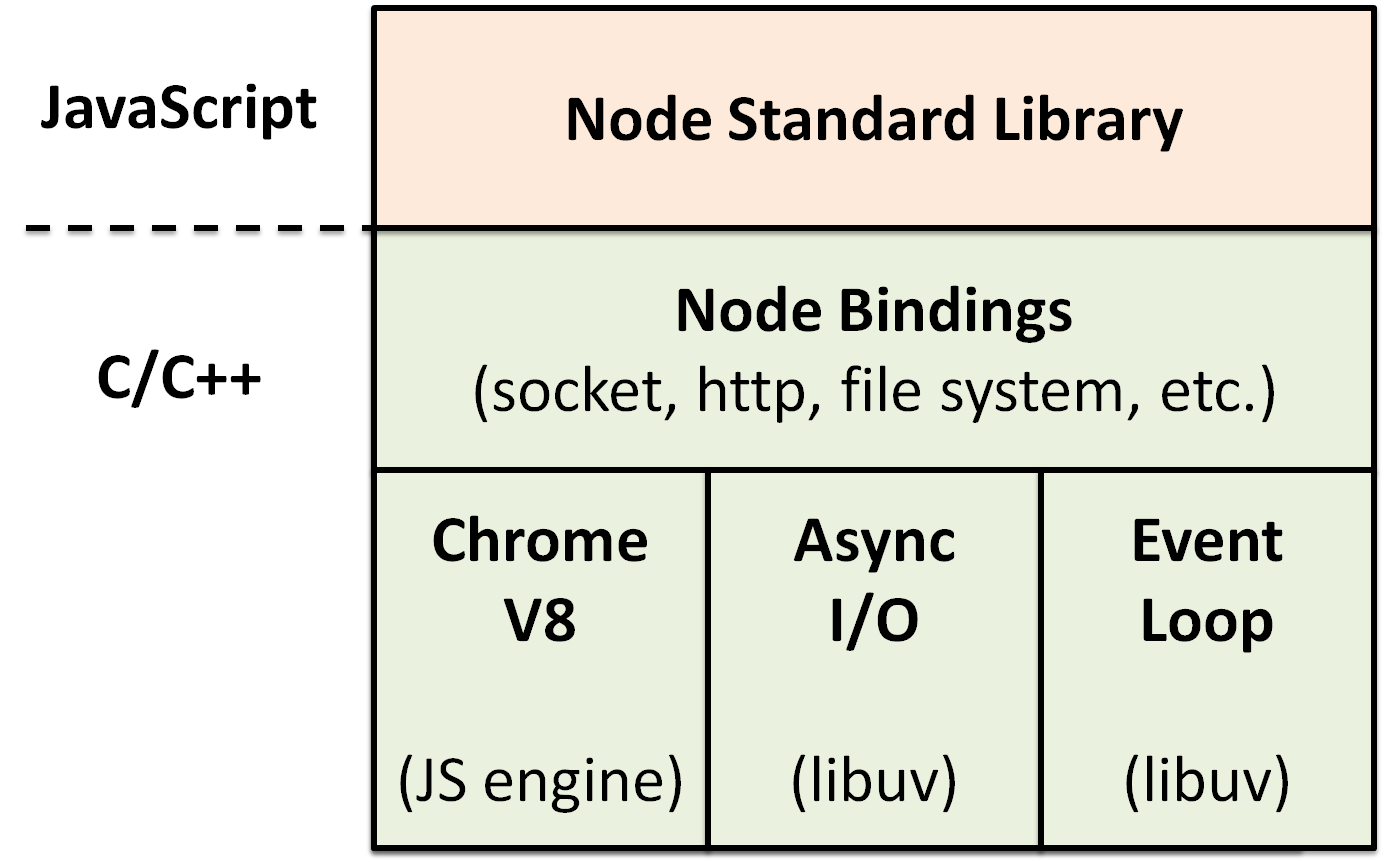 JavaScript
Node Standard Library
C/C++
Node Bindings
(socket, http, file system, etc.)
Chrome
V8
(JS engine)
Async
I/O
(libuv)
Event
Loop
(libuv)